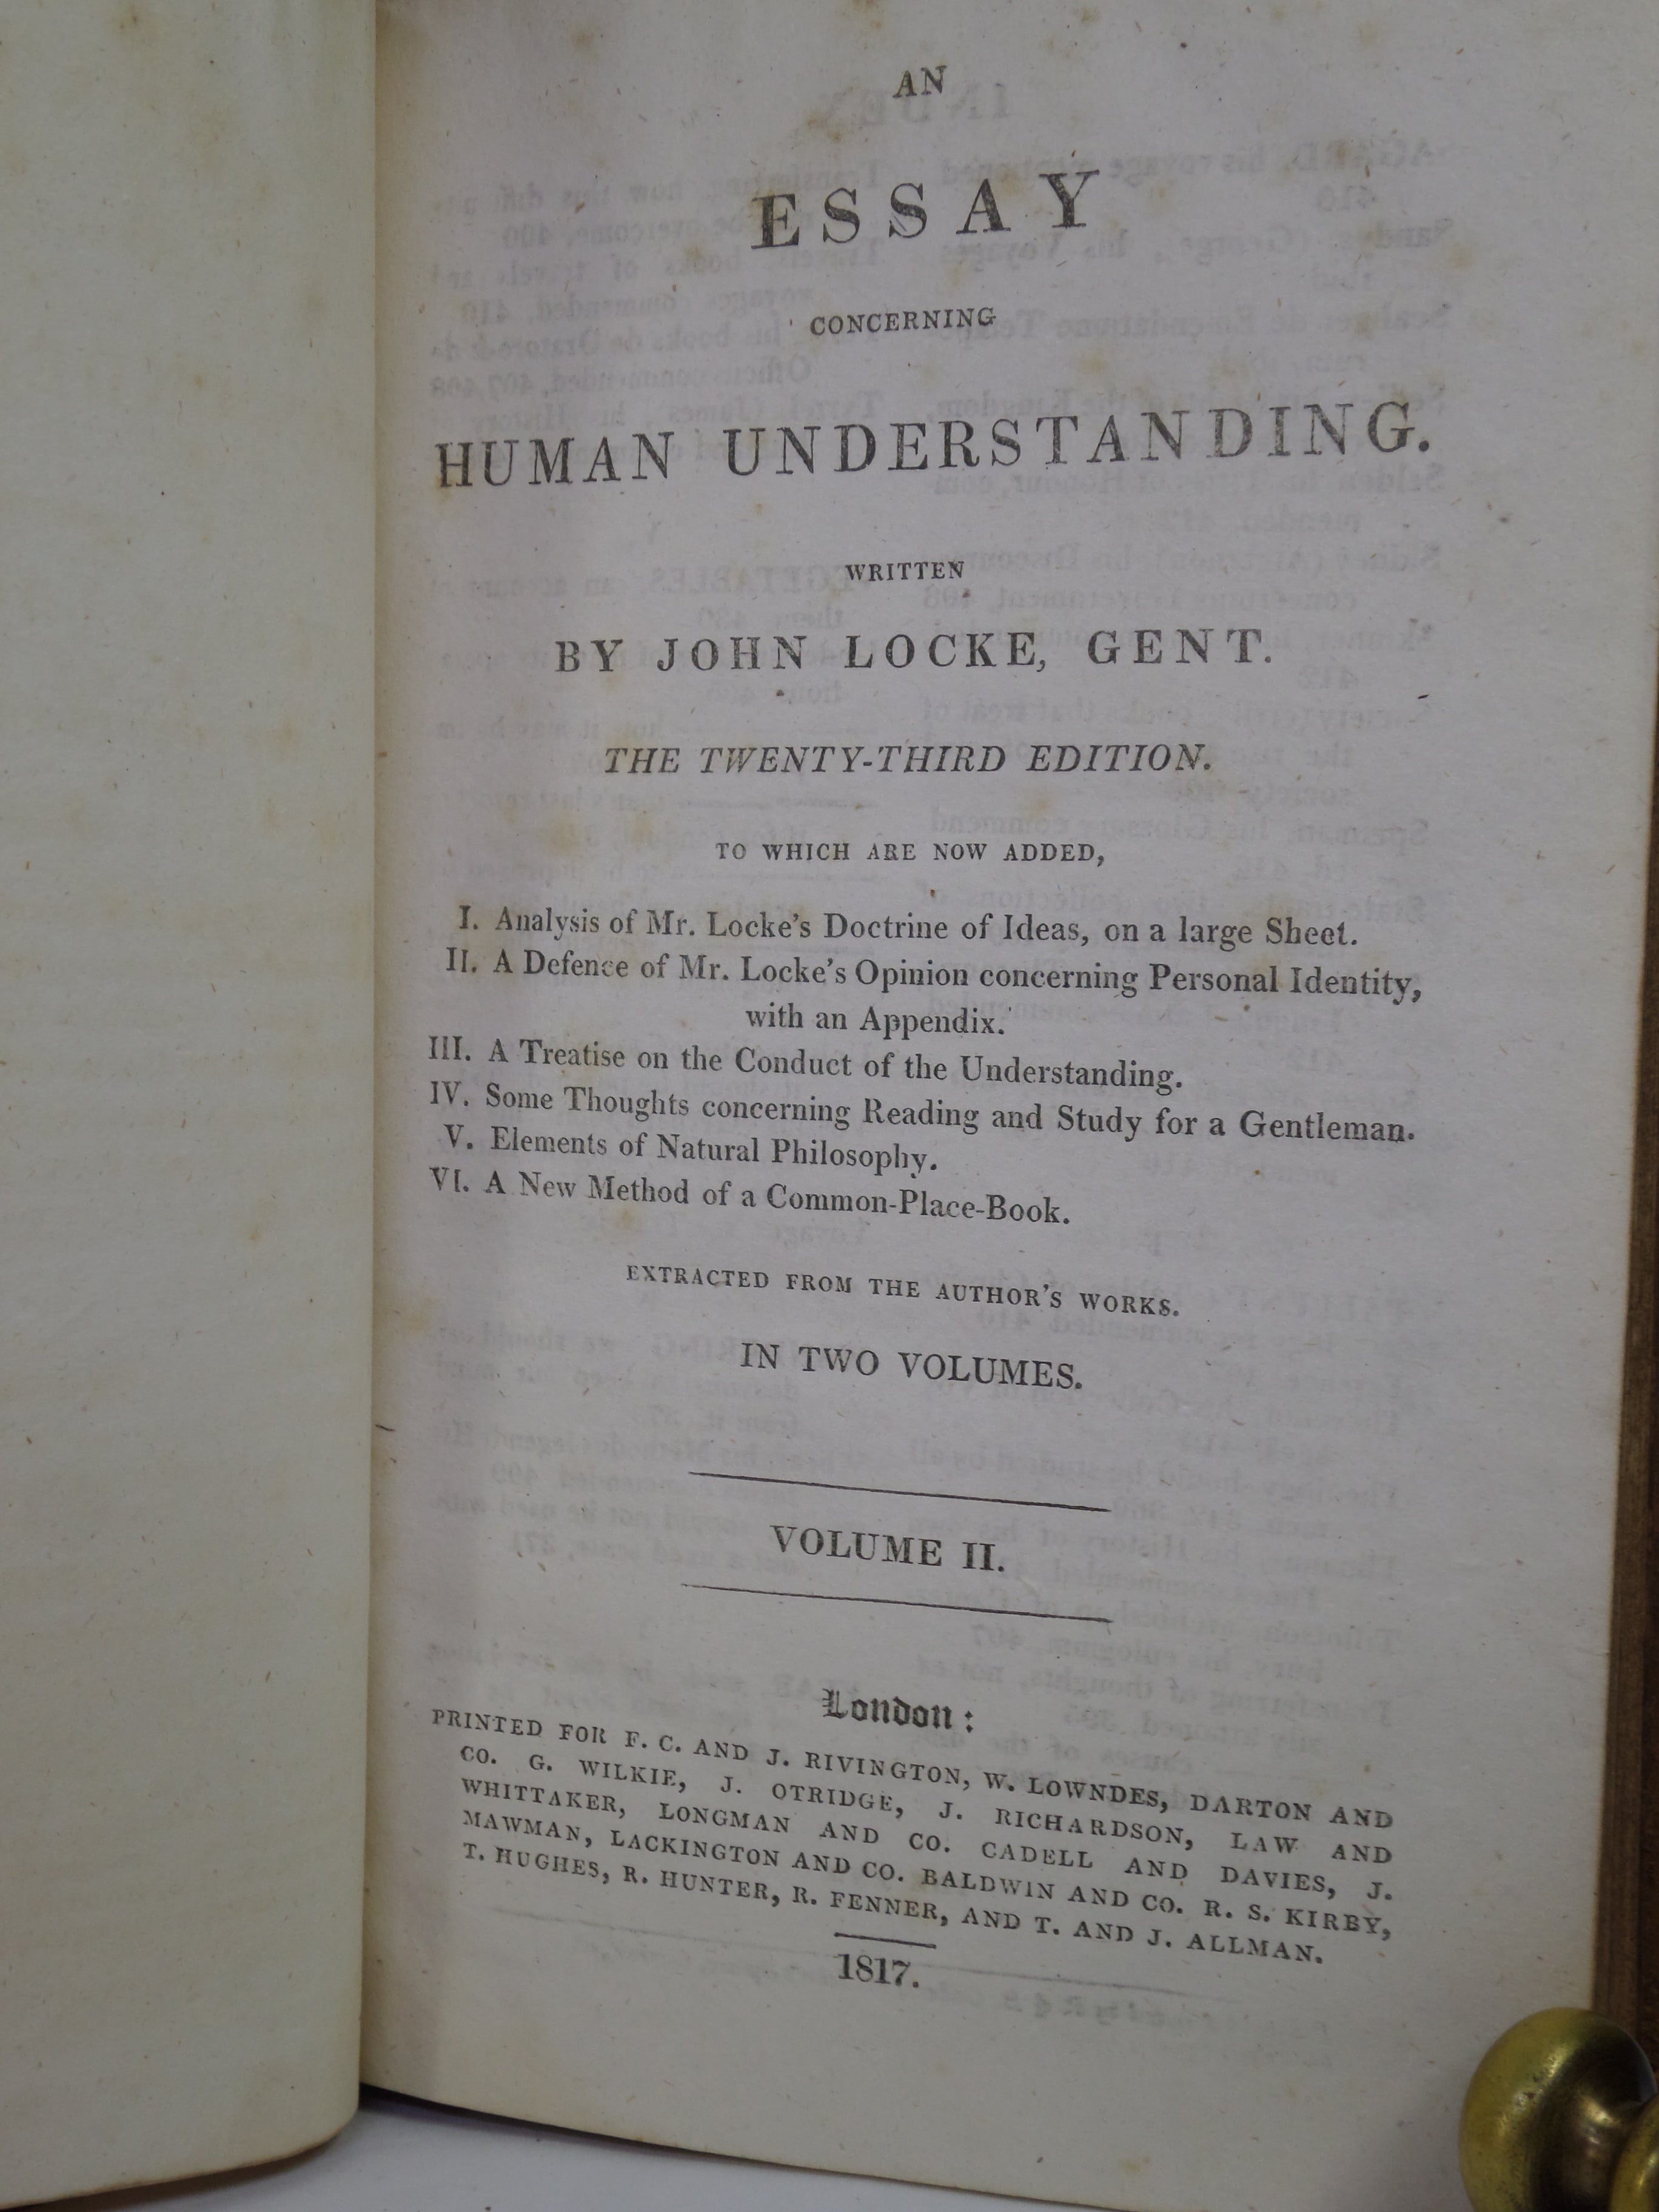 AN
ESSAY
CONCERNING
HUMAN UNDERSTANDING.
WRITTEN
BY JOHN LOCKE, GENT.
THE TWENTY-THIRD EDITION.
TO WHICH ARE NOW ADDED,
I. Analysis of Mr. Locke's Doctrine of Ideas, on a large Sheet.
II. A Defence of Mr. Locke's Opinion concerning Personal Identity,
with an Appendix.
III. A Treatise on the Conduct of the Understanding.
IV. Some Thoughts concerning Reading and Study for a Gentleman.
V. Elements of Natural Philosophy.
VI. A New Method of a Common-Place-Book.
EXTRACTED FROM THE AUTHOR'S WORKS.
IN TWO VOLUMES.
VOLUME II.
London:
PRINTED FOR F. C. AND J. RIVINGTON, W. LOWNDES, DARTON AND
CO. G. WILKIE, J. OTRIDGE, J. RICHARDSON, LAW AND
WHITTAKER, LONGMAN AND CO. CADELL AND DAVIES, J.
MAWMAN, LACKINGTON AND CO. BALDWIN AND CO. R. S. KIRBY,
T. HUGHES, R. HUNTER, R. FENNER, AND T. AND J. ALLMAN.
1817.